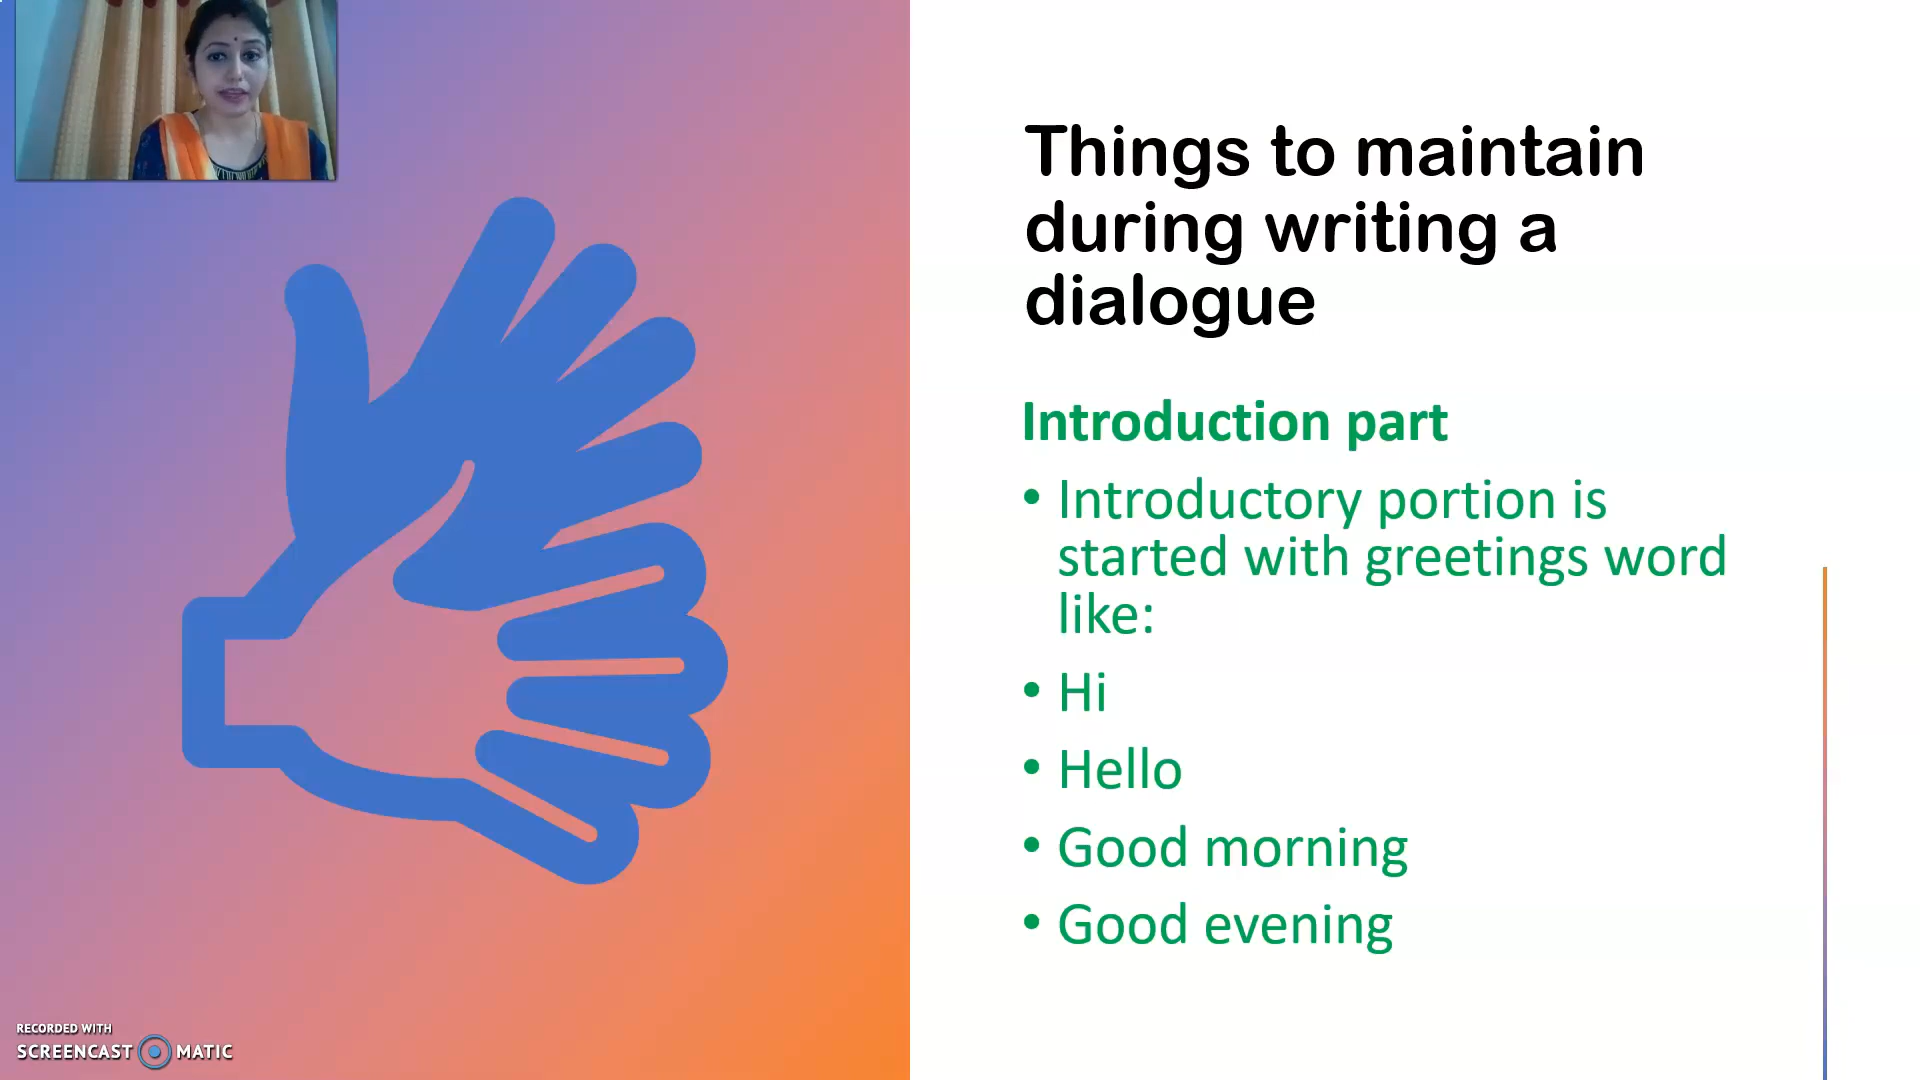 Things to maintain
during writing a
dialogue
Introduction part
• Introductory portion is
started with greetings word
like:
• Hi
• Hello
• Good morning
• Good evening
RECORDED WITH
SCREENCAST MATIC